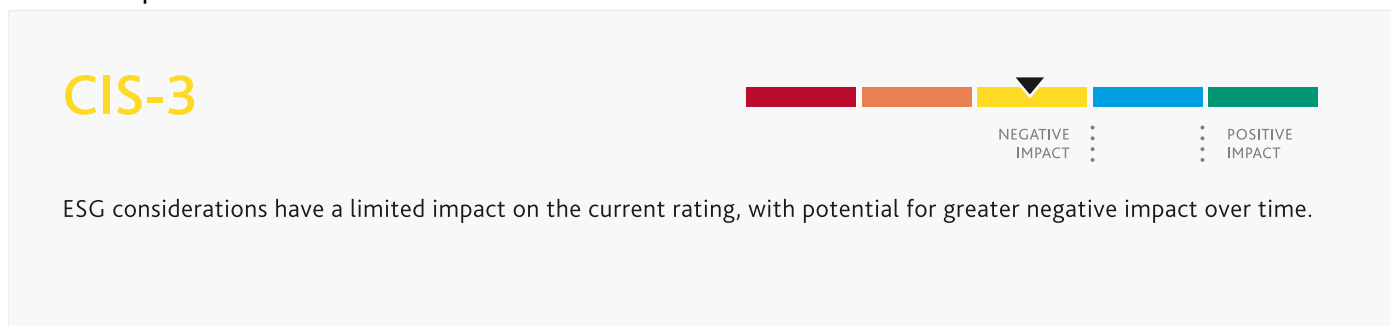 CIS-3
NEGATIVE
IMPACT
POSITIVE
IMPACT
ESG considerations have a limited impact on the current rating, with potential for greater negative impact over time.